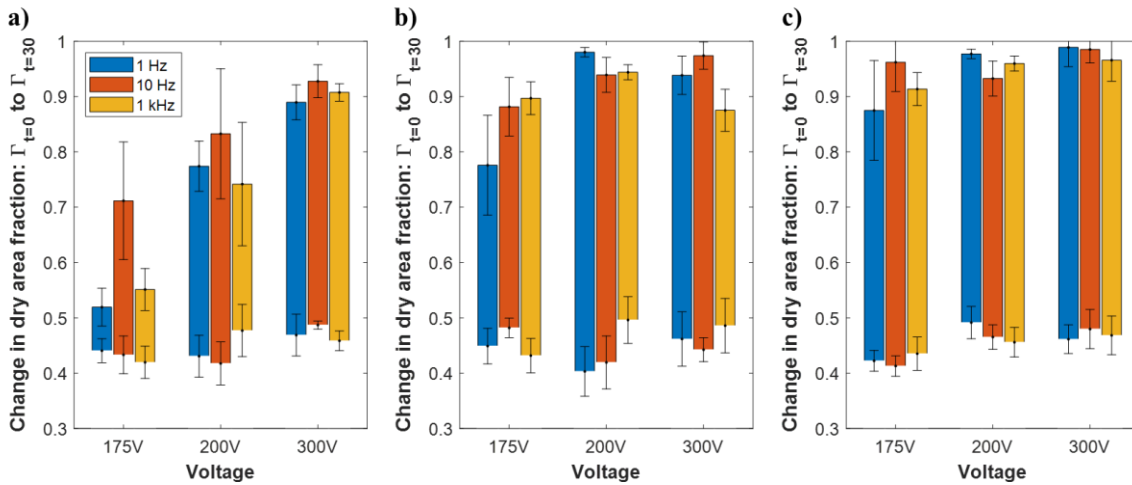 a)
Change in dry area fraction: Γt=0 to Γt=30
1
0.9
0.8
0.7
0.6
0.5
0.4
0.3
1 Hz
10 Hz
1 kHz
175V
200V
300V
Voltage
b)
Change in dry area fraction: Γt=0 to Γt=30
1
0.9
0.8
0.7
0.6
0.5
0.4
0.3
175V
200V
300V
Voltage
c)
Change in dry area fraction: Γt=0 to Γt=30
1
0.9
0.8
0.7
0.6
0.5
0.4
0.3
175V
200V
300V
Voltage